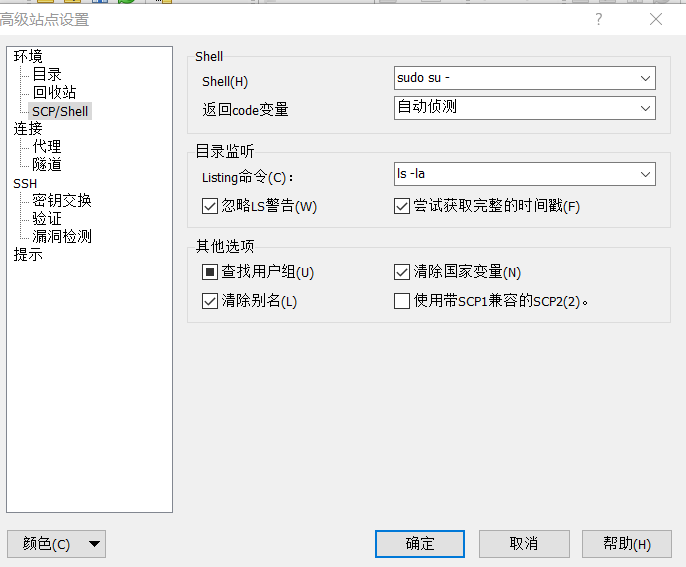 高级站点设置
环境
目录
回收站
SCP/Shell
连接
代理
隧道
SSH
密钥交换
验证
漏洞检测
提示
Shell
Shell(H)
sudo su -
返回code变量
自动侦测
目录监听
Listing命令(C)：
ls -la
忽略LS警告(W)
尝试获取完整的时间戳(F)
其他选项
查找用户组(U)
清除国家变量(N)
清除别名(L)
使用带SCP1兼容的SCP2(2)。
颜色(C)
确定
取消
帮助(H)